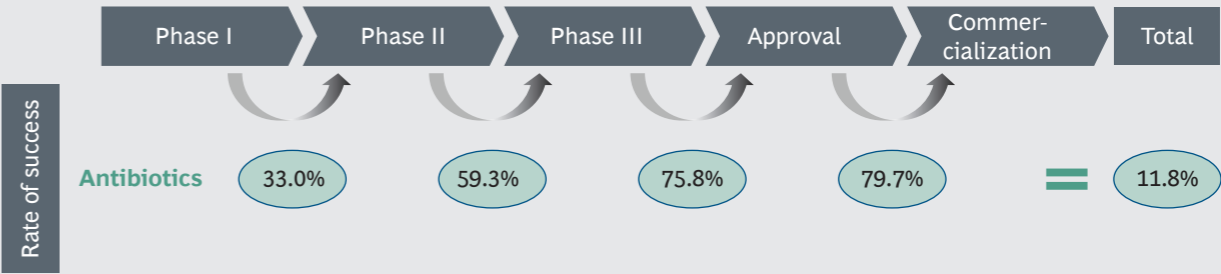 Phase I
Phase II
Phase III
Approval
Commer-
cialization
Total
Rate of success
Antibiotics
33.0%
59.3%
75.8%
79.7%
=
11.8%